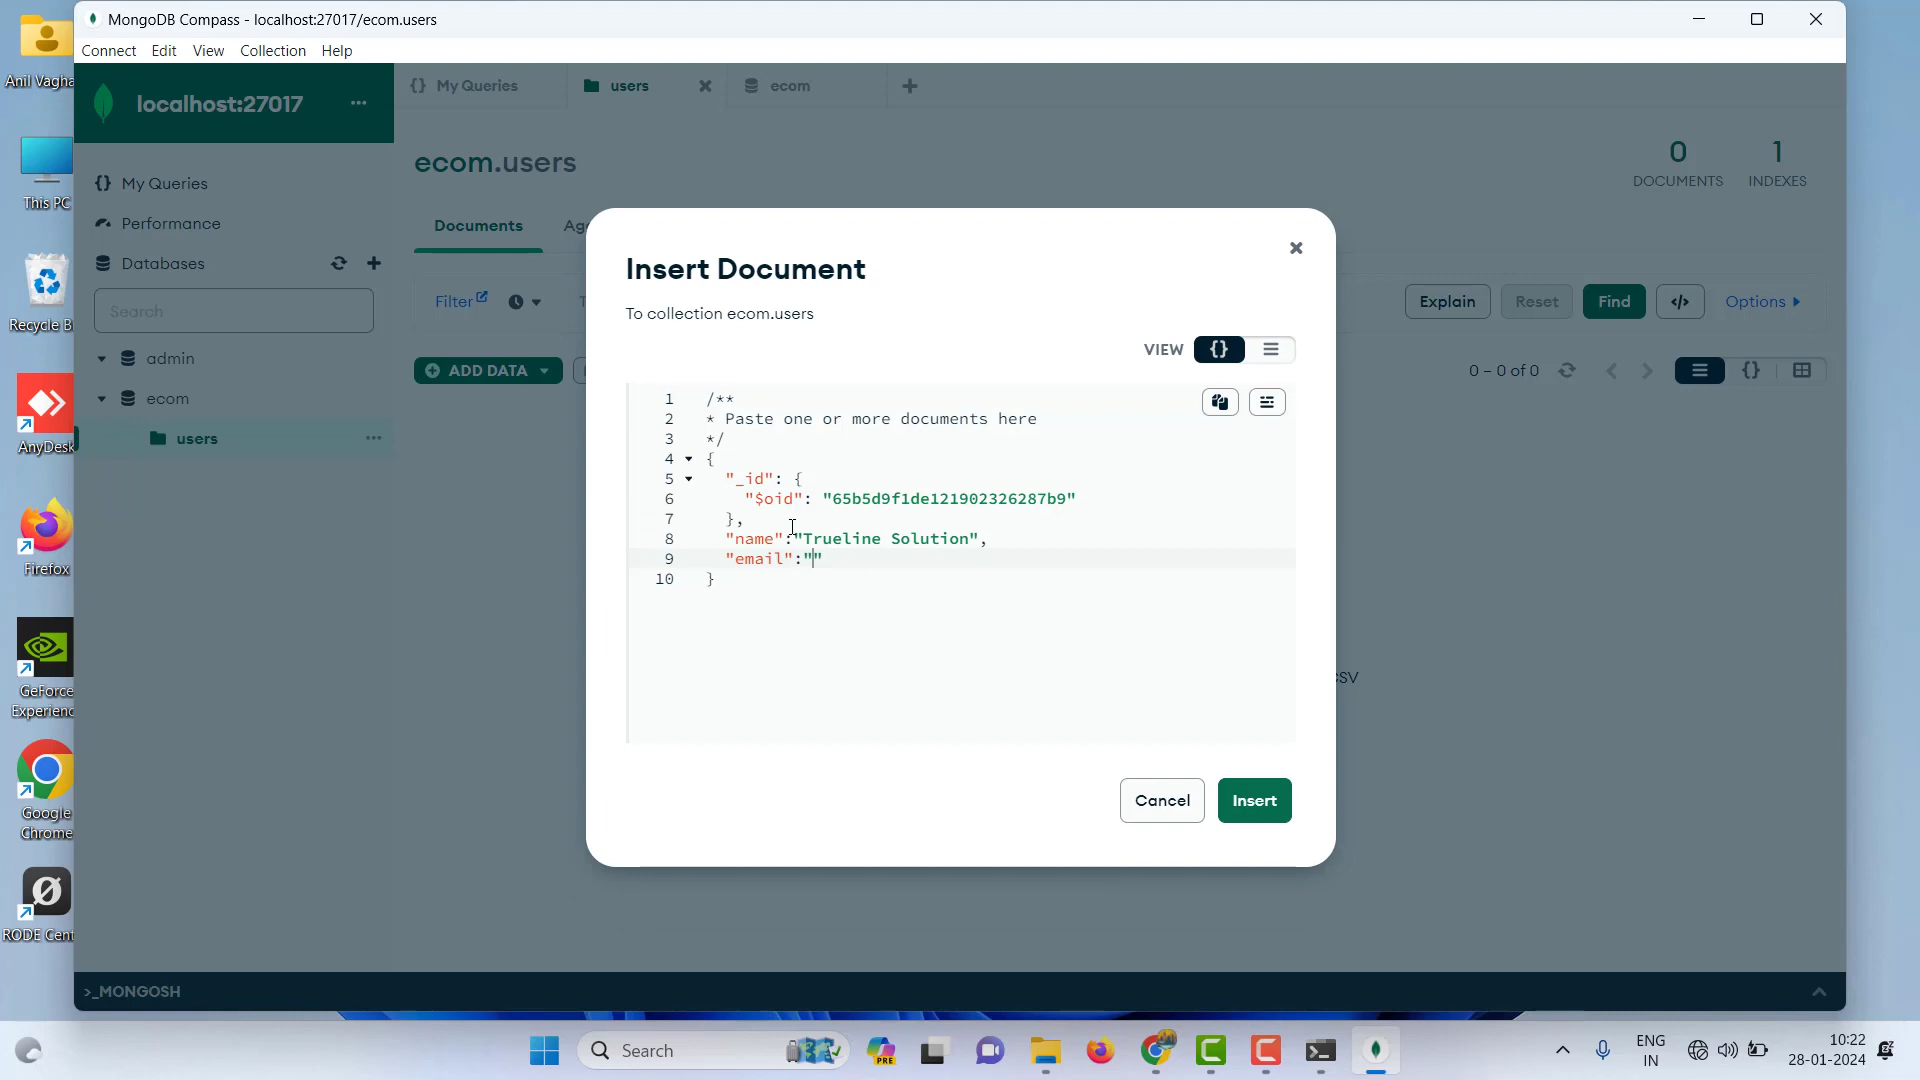 MongoDB Compass - localhost:27017/ecom.users
Connect Edit View Collection Help
localhost:27017
My Queries
Performance
Databases
Search
admin
ecom
users
{} My Queries
users
ecom
ecom.users
0
DOCUMENTS
1
INDEXES
Documents
Filter
Explain
Reset
Find
</>
Options
ADD DATA
0 – 0 of 0
{}
Insert Document
To collection ecom.users
VIEW {}
1 /**
2 * Paste one or more documents here
3 */
4 {
5 "_id": {
6 "$oid": "65b5d9f1de121902326287b9"
7 },
8 "name":"Trueline Solution",
9 "email":""
10 }
CSV
Cancel
Insert
>_MONGOSH
Anil Vagha
This PC
Recycle B
AnyDesk
Firefox
GeForce
Experienc
Google
Chrome
RODE Cent
Search
PRE
ENG
IN
10:22
28-01-2024